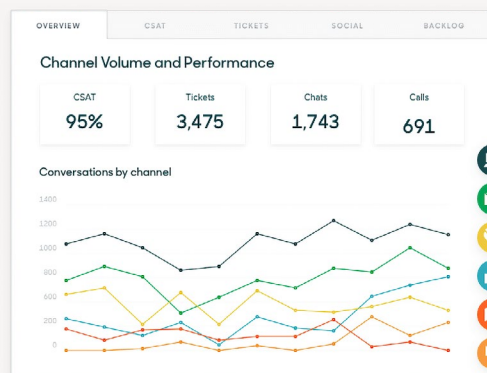 OVERVIEW CSAT TICKETS SOCIAL BACKLOG
Channel Volume and Performance
CSAT Tickets Chats Calls
95% 3,475 1,743 691
Conversations by channel
1400
1200
1000
800
600
200
0